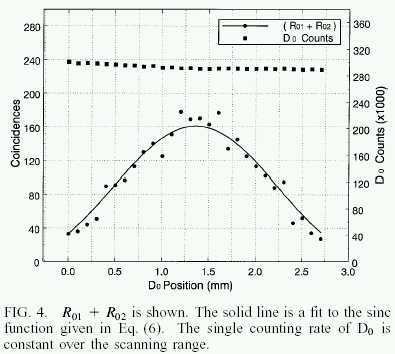 (R01 + R02)
D0 Counts
280
240
200
160
120
80
40
0
Coincidences
360
320
280
240
200
160
120
80
40
0
D0 Counts (x1000)
0.0 0.5 1.0 1.5 2.0 2.5 3.0
D0 Position (mm)
FIG. 4. R01 + R02 is shown. The solid line is a fit to the sinc
function given in Eq. (6). The single counting rate of D0 is
constant over the scanning range.